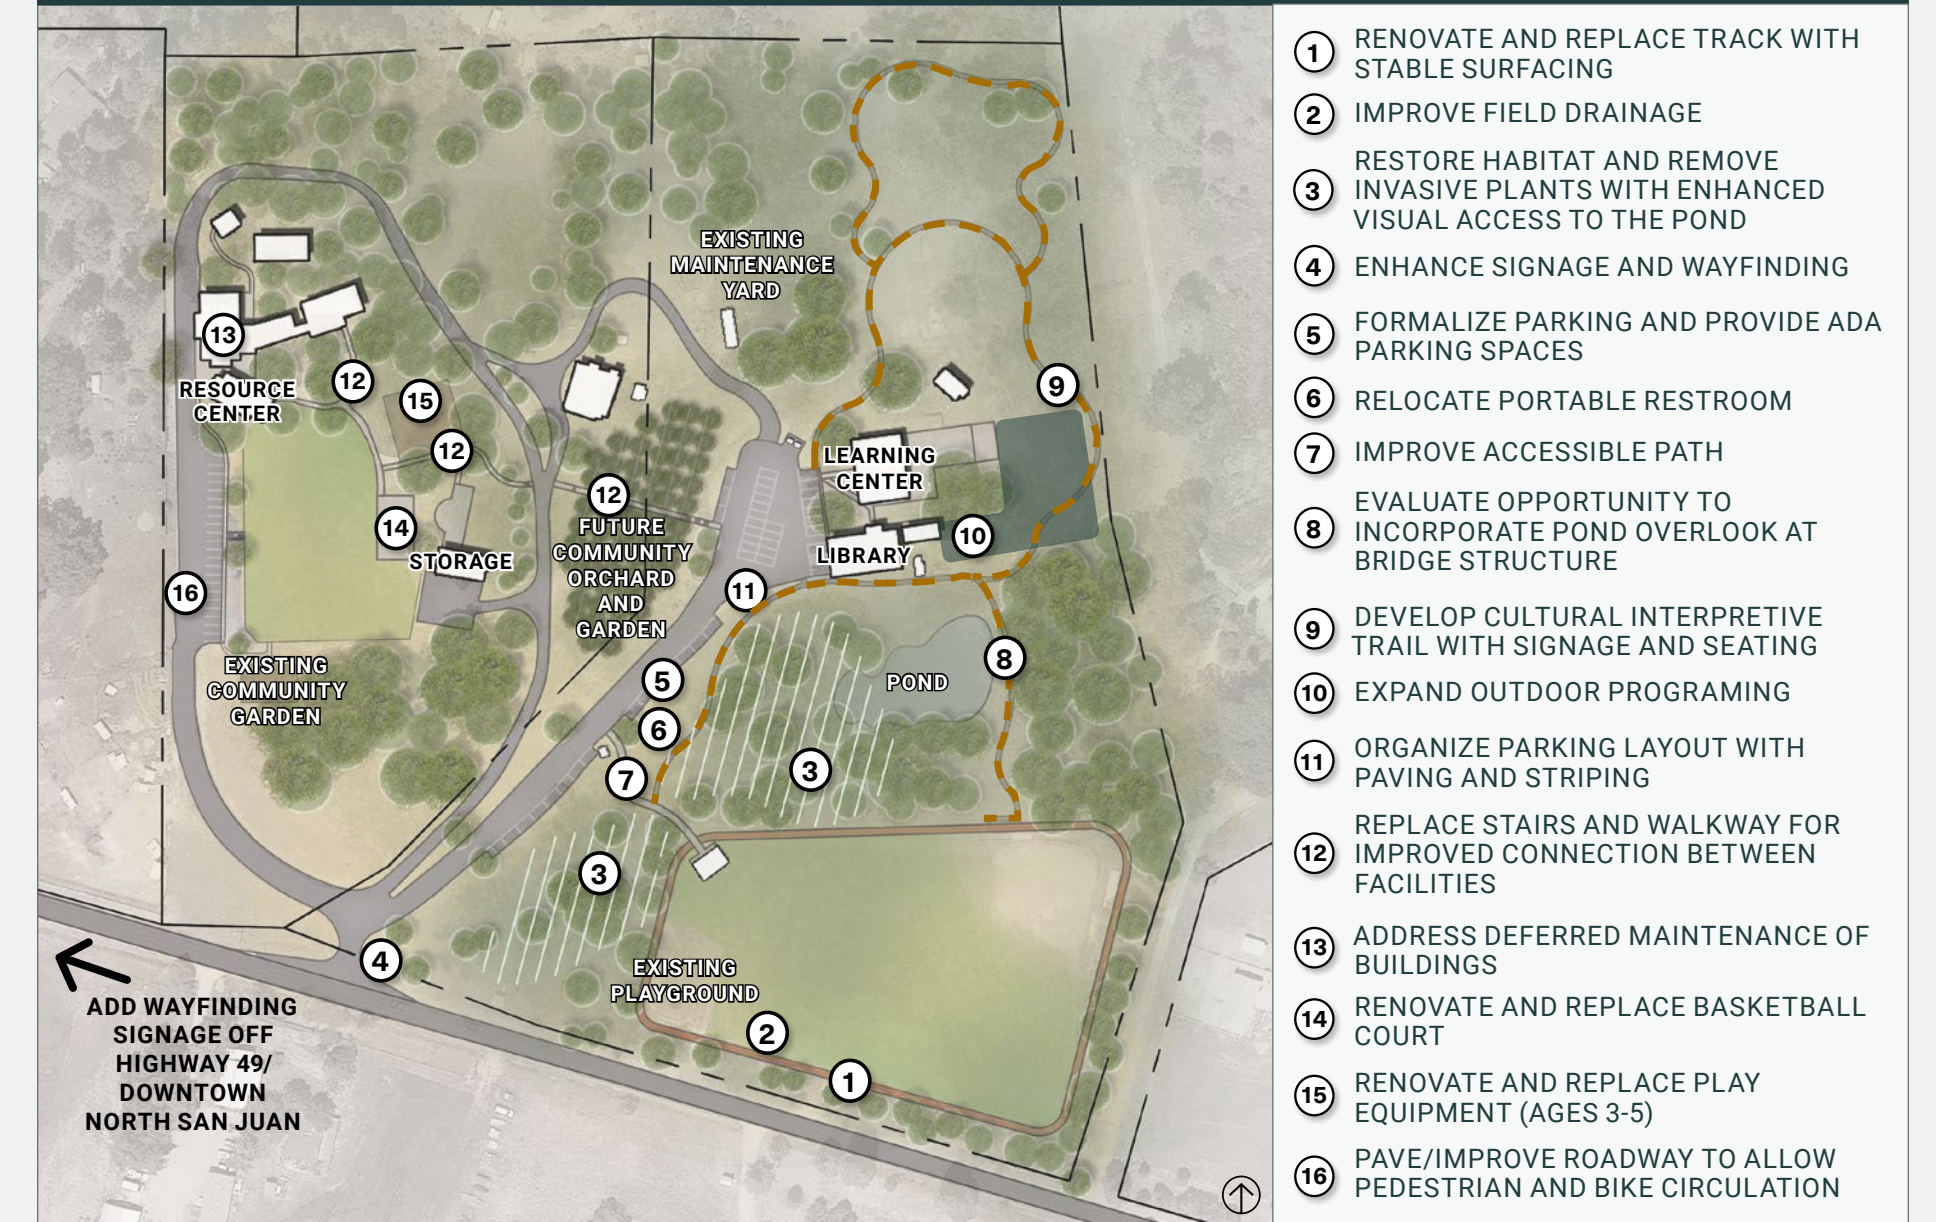 EXISTING
MAINTENANCE
YARD
13
RESOURCE
CENTER
12
15
12
9
LEARNING
CENTER
12
FUTURE
COMMUNITY
ORCHARD
AND
GARDEN
14
STORAGE
10
LIBRARY
16
11
EXISTING
COMMUNITY
GARDEN
5
8
POND
6
7
3
3
4
EXISTING
PLAYGROUND
2
1
ADD WAYFINDING
SIGNAGE OFF
HIGHWAY 49/
DOWNTOWN
NORTH SAN JUAN
1 RENOVATE AND REPLACE TRACK WITH
STABLE SURFACING
2 IMPROVE FIELD DRAINAGE
3 RESTORE HABITAT AND REMOVE
INVASIVE PLANTS WITH ENHANCED
VISUAL ACCESS TO THE POND
4 ENHANCE SIGNAGE AND WAYFINDING
5 FORMALIZE PARKING AND PROVIDE ADA
PARKING SPACES
6 RELOCATE PORTABLE RESTROOM
7 IMPROVE ACCESSIBLE PATH
8 EVALUATE OPPORTUNITY TO
INCORPORATE POND OVERLOOK AT
BRIDGE STRUCTURE
9 DEVELOP CULTURAL INTERPRETIVE
TRAIL WITH SIGNAGE AND SEATING
10 EXPAND OUTDOOR PROGRAMING
11 ORGANIZE PARKING LAYOUT WITH
PAVING AND STRIPING
12 REPLACE STAIRS AND WALKWAY FOR
IMPROVED CONNECTION BETWEEN
FACILITIES
13 ADDRESS DEFERRED MAINTENANCE OF
BUILDINGS
14 RENOVATE AND REPLACE BASKETBALL
COURT
15 RENOVATE AND REPLACE PLAY
EQUIPMENT (AGES 3-5)
16 PAVE/IMPROVE ROADWAY TO ALLOW
PEDESTRIAN AND BIKE CIRCULATION